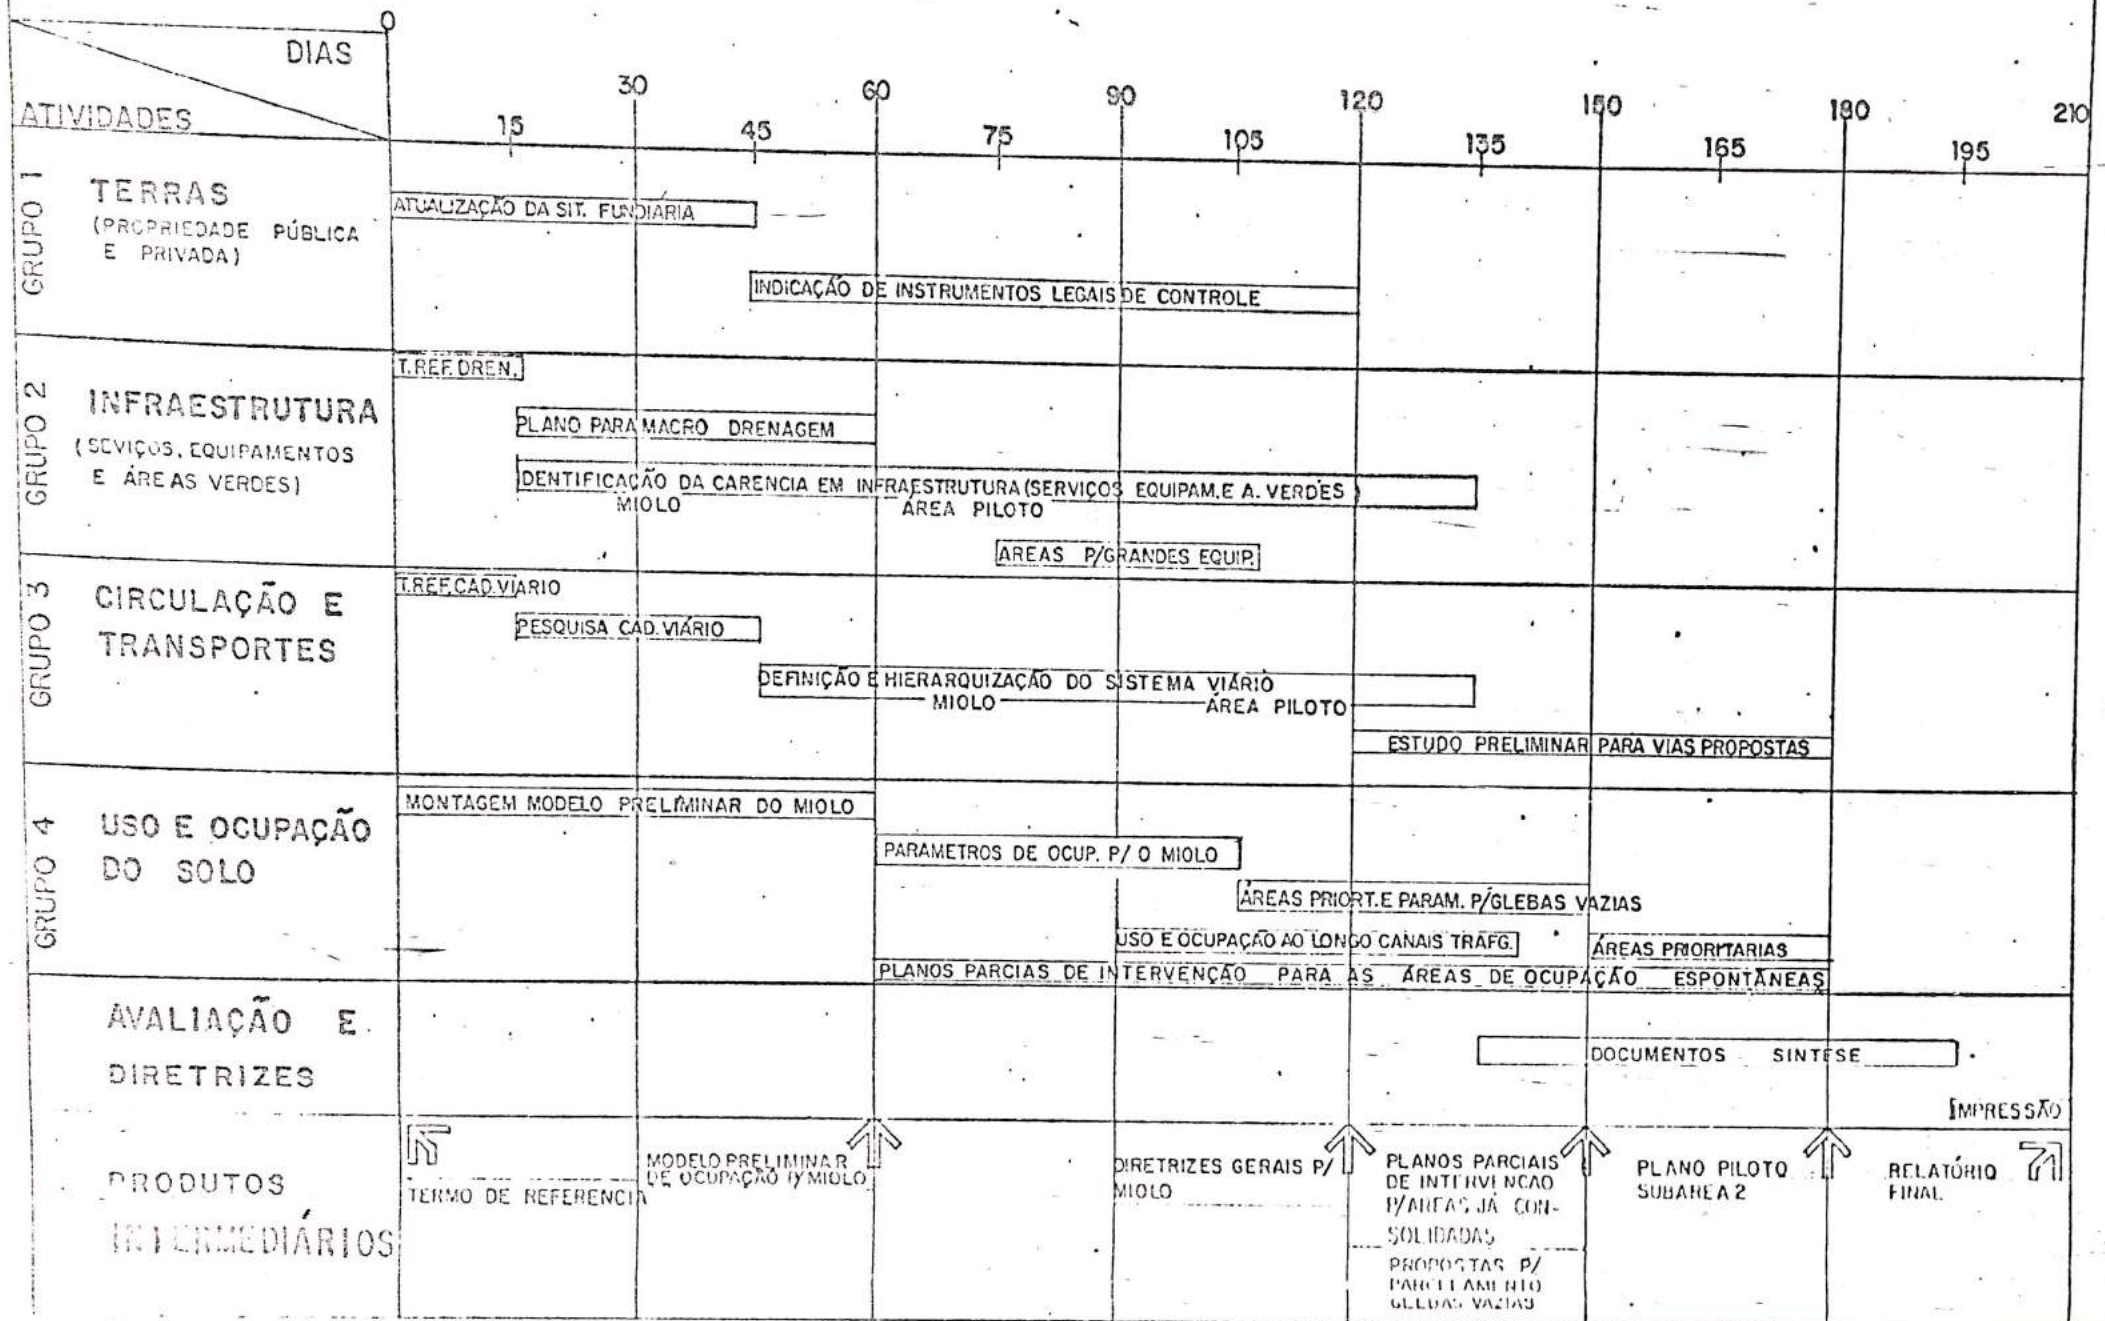 0
DIAS
30
60
90
120
150
180
210
ATIVIDADES
15
45
75
105
135
165
195
GRUPO 1
TERRAS
(PROPRIEDADE PÚBLICA
E PRIVADA)
ATUALIZAÇÃO DA SIT. FUNDIÁRIA
INDICAÇÃO DE INSTRUMENTOS LEGAIS DE CONTROLE
GRUPO 2
INFRAESTRUTURA
(SEVIÇOS, EQUIPAMENTOS
E ÁREAS VERDES)
T.REF. DREN.
PLANO PARA MACRO DRENAGEM
DENTIFICAÇÃO DA CARENCIA EM INFRAESTRUTURA (SERVIÇOS EQUIPAM. E A. VERDES)
MIOLO ÁREA PILOTO
AREAS P/GRANDES EQUIP.
GRUPO 3
CIRCULAÇÃO E
TRANSPORTES
T.REF. CAD. VIARIO
PESQUISA CAD. VIÁRIO
DEFINIÇÃO E HIERARQUIZAÇÃO DO SISTEMA VIÁRIO
MIOLO ÁREA PILOTO
ESTUDO PRELIMINAR PARA VIAS PROPOSTAS
GRUPO 4
USO E OCUPAÇÃO
DO SOLO
MONTAGEM MODELO PRELIMINAR DO MIOLO
PARAMETROS DE OCUP. P/ O MIOLO
ÁREAS PRIORT. E PARAM. P/GLEBAS VAZIAS
USO E OCUPAÇÃO AO LONGO CANAIS TRAFG.
ÁREAS PRIORITARIAS
PLANOS PARCIAS DE INTERVENÇÃO PARA AS ÁREAS DE OCUPAÇÃO ESPONTÂNEAS
AVALIAÇÃO E
DIRETRIZES
DOCUMENTOS SINTESE
IMPRESSÃO
PRODUTOS
INTERMEDIÁRIOS
TERMO DE REFERENCIA
MODELO PRELIMINAR
DE OCUPAÇÃO P/ MIOLO
DIRETRIZES GERAIS P/
MIOLO
PLANOS PARCIAIS
DE INTERVENCAO
P/AREAS JÁ CON-
SOLIDADAS
PROPOSTAS P/
PARCELAMENTO
GLEBAS VAZIAS
PLANO PILOTO
SUBAREA 2
RELATÓRIO
FINAL